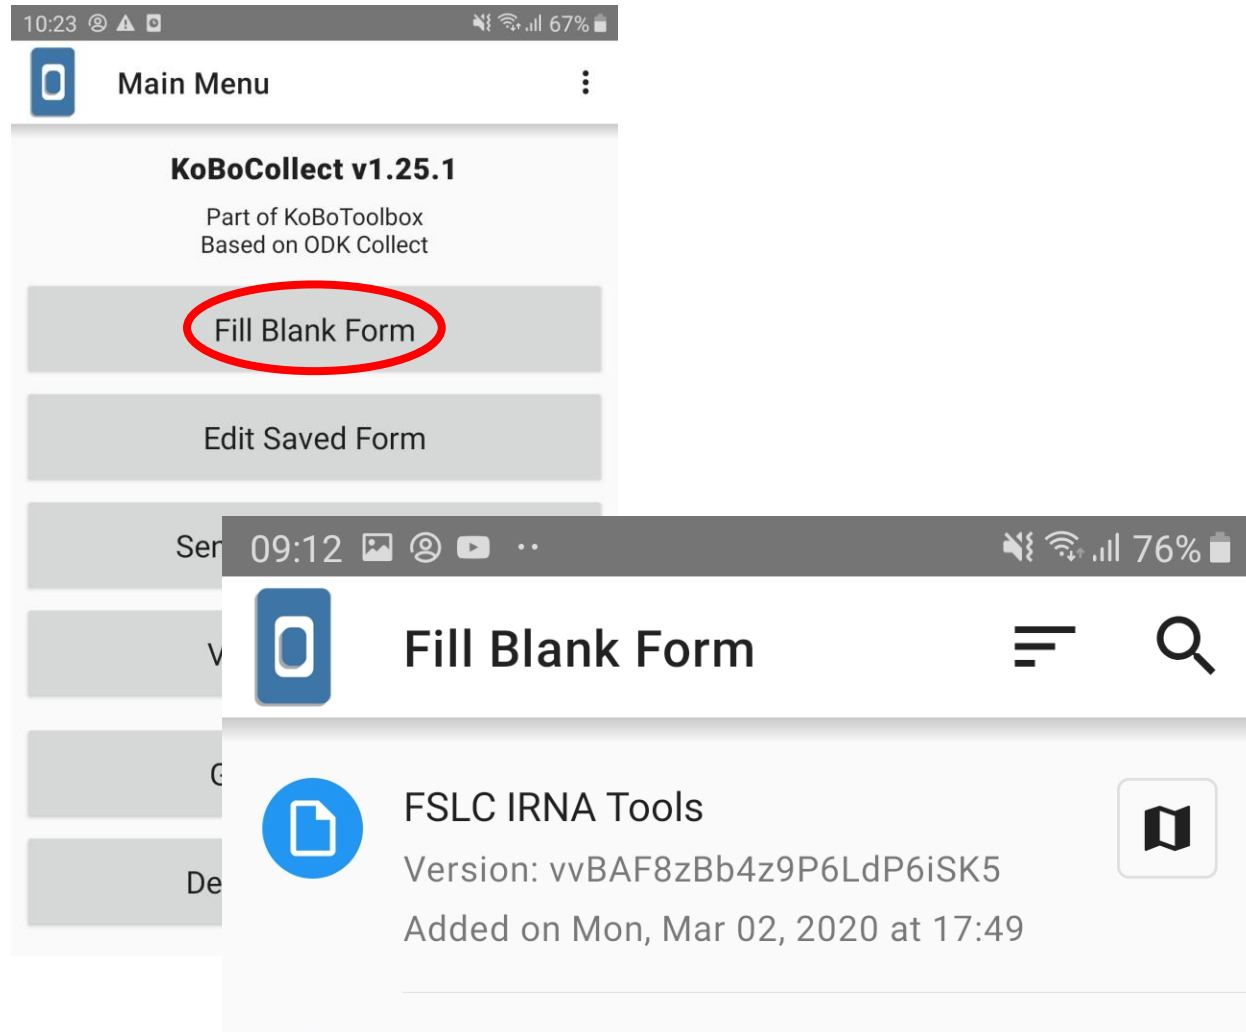 10:23
67%
Main Menu
KoBoCollect v1.25.1
Part of KoBoToolbox
Based on ODK Collect
Fill Blank Form
Edit Saved Form
09:12
76%
Fill Blank Form
FSLC IRNA Tools
Version: vvBAF8zBb4z9P6LdP6iSK5
Added on Mon, Mar 02, 2020 at 17:49